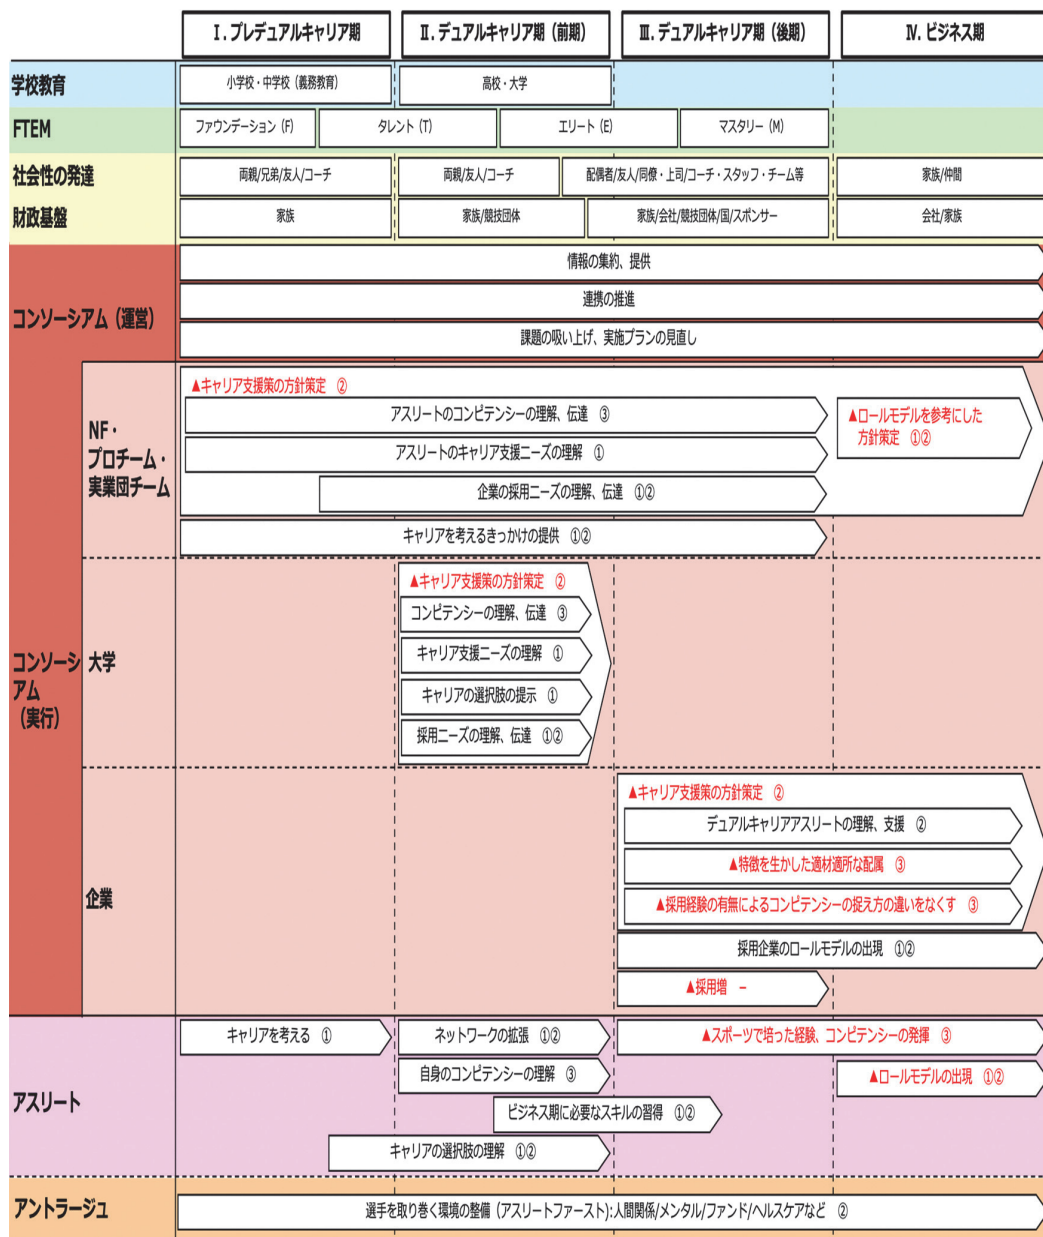 Ⅰ. プレデュアルキャリア期
Ⅱ. デュアルキャリア期（前期）
Ⅲ. デュアルキャリア期（後期）
Ⅳ. ビジネス期
学校教育
小学校・中学校（義務教育）
高校・大学
FTEM
ファウンデーション（F）
タレント（T）
エリート（E）
マスタリー（M）
社会性の発達
両親/兄弟/友人/コーチ
両親/友人/コーチ
配偶者/友人/同僚・上司/コーチ・スタッフ・チーム等
家族/仲間
財政基盤
家族
家族/競技団体
家族/会社/競技団体/国/スポンサー
会社/家族
コンソーシアム（運営）
情報の集約、提供
連携の推進
課題の吸い上げ、実施プランの見直し
コンソーシ
アム
（実行）
NF・
プロチーム・
実業団チーム
▲キャリア支援策の方針策定　②
アスリートのコンピテンシーの理解、伝達　③
アスリートのキャリア支援ニーズの理解　①
企業の採用ニーズの理解、伝達　①②
キャリアを考えるきっかけの提供　①②
▲ロールモデルを参考にした
方針策定　①②
大学
▲キャリア支援策の方針策定　②
コンピテンシーの理解、伝達　③
キャリア支援ニーズの理解　①
キャリアの選択肢の提示　①
採用ニーズの理解、伝達　①②
企業
▲キャリア支援策の方針策定　②
デュアルキャリアアスリートの理解、支援　②
▲特徴を生かした適材適所な配属　③
▲採用経験の有無によるコンピテンシーの捉え方の違いをなくす　③
採用企業のロールモデルの出現　①②
▲採用増　－
アスリート
キャリアを考える　①
ネットワークの拡張　①②
▲スポーツで培った経験、コンピテンシーの発揮　③
自身のコンピテンシーの理解　③
▲ロールモデルの出現　①②
ビジネス期に必要なスキルの習得　①②
キャリアの選択肢の理解　①②
アントラージュ
選手を取り巻く環境の整備（アスリートファースト）:人間関係/メンタル/ファンド/ヘルスケアなど　②